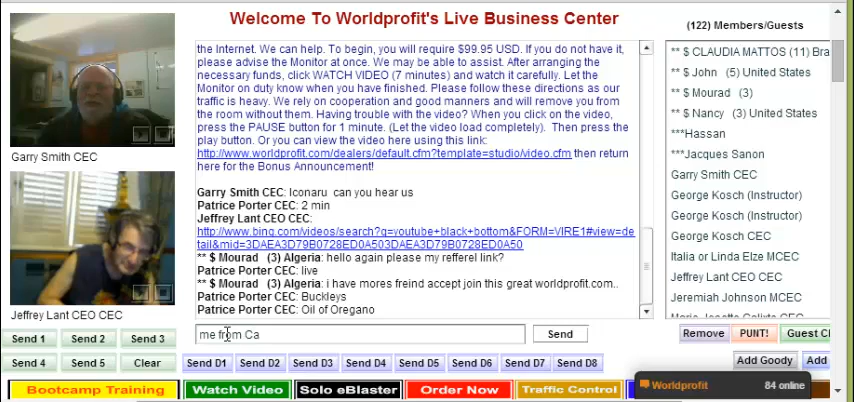 Welcome To Worldprofit's Live Business Center
(122) Members/Guests
Garry Smith CEC
Jeffrey Lant CEO CEC
the Internet. We can help. To begin, you will require $99.95 USD. If you do not have it,
please advise the Monitor at once. We may be able to assist. After arranging the
necessary funds, click WATCH VIDEO (7 minutes) and watch it carefully. Let the
Monitor on duty know when you have finished. Please follow these directions as our
traffic is heavy. We rely on cooperation and good manners and will remove you from
the room without them. Having trouble with the video? When you click on the video,
press the PAUSE button for 1 minute. (Let the video load completely). Then press the
play button. Or you can view the video here using this link:
http://www.worldprofit.com/dealers/default.cfm?template=studio/video.cfm then return
here for the Bonus Announcement!
Garry Smith CEC: Iconaru can you hear us
Patrice Porter CEC: 2 min
Jeffrey Lant CEO CEC:
http://www.bing.com/videos/search?q=youtube+black+bottom&FORM=VIRE1#view=de
tail&mid=3DAEA3D79B0728ED0A503DAEA3D79B0728ED0A50
** $ Mourad (3) Algeria: hello again please my refferel link?
Patrice Porter CEC: live
** $ Mourad (3) Algeria: i have mores freind accept join this great worldprofit.com..
Patrice Porter CEC: Buckleys
Patrice Porter CEC: Oil of Oregano
** $ CLAUDIA MATTOS (11) Bra
** $ John (5) United States
** $ Mourad (3)
** $ Nancy (3) United States
***Hassan
***Jacques Sanon
Garry Smith CEC
George Kosch (Instructor)
George Kosch (Instructor)
George Kosch CEC
Italia or Linda Elze MCEC
Jeffrey Lant CEO CEC
Jeremiah Johnson MCEC
me from Ca
Send
Remove
PUNT!
Guest Cl
Send 1
Send 2
Send 3
Send 4
Send 5
Clear
Send D1
Send D2
Send D3
Send D4
Send D5
Send D6
Send D7
Send D8
Add Goody
Add
Bootcamp Training
Watch Video
Solo eBlaster
Order Now
Traffic Control
Worldprofit
84 online